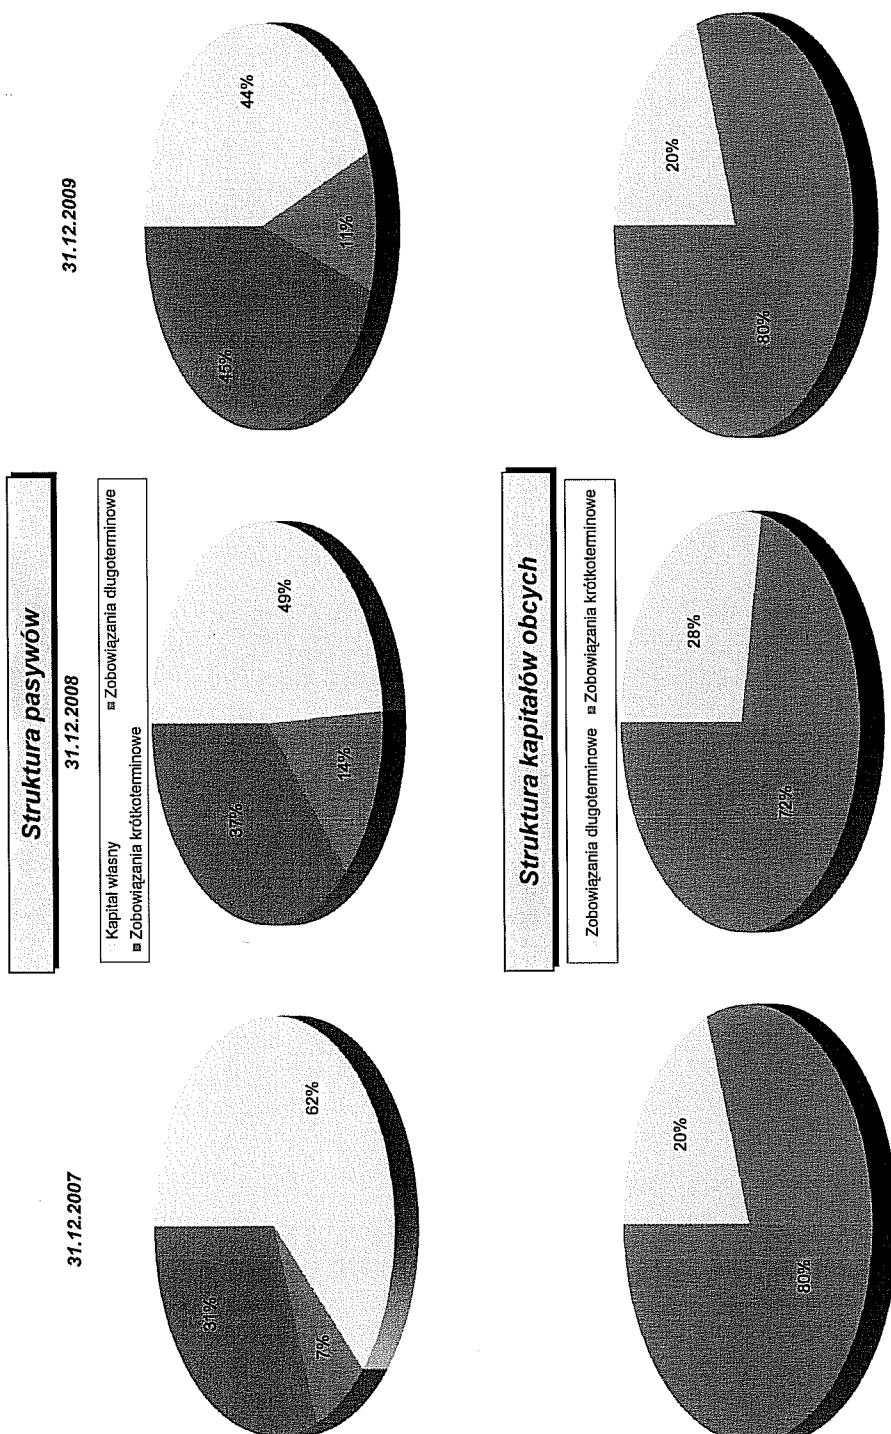 Struktura pasywów
31.12.2007
31.12.2008
31.12.2009
Kapitał własny
Zobowiązania długoterminowe
Zobowiązania krótkoterminowe
31%
7%
62%
37%
14%
49%
45%
11%
44%
Struktura kapitałów obcych
Zobowiązania długoterminowe
Zobowiązania krótkoterminowe
80%
20%
72%
28%
80%
20%